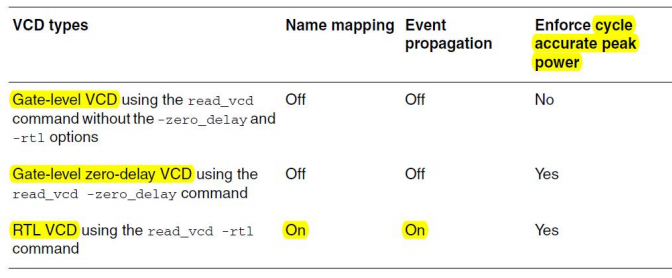 VCD types Name mapping Event propagation Enforce cycle accurate peak power
Gate-level VCD using the read_vcd command without the -zero_delay and -rtl options Off Off No
Gate-level zero-delay VCD using the read_vcd -zero_delay command Off Off Yes
RTL VCD using the read_vcd -rtl command On On Yes